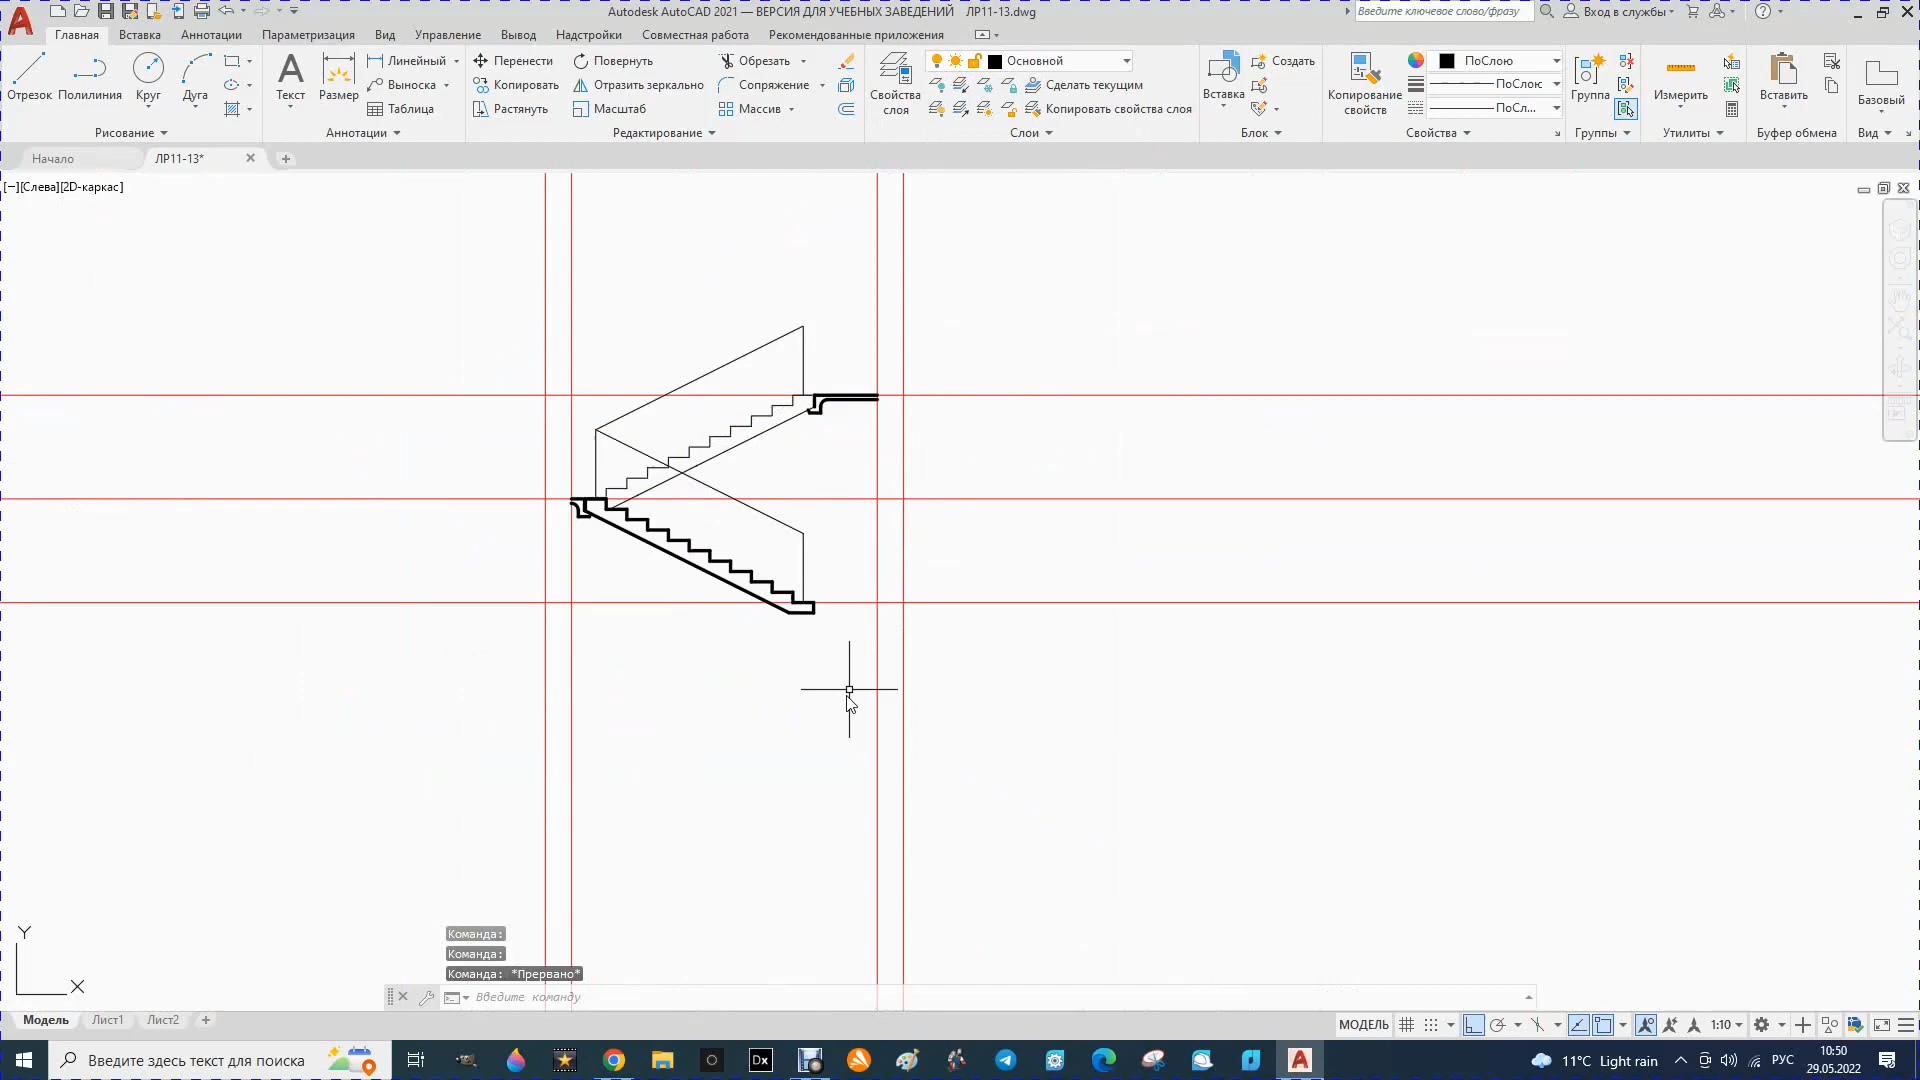 Autodesk AutoCAD 2021 — ВЕРСИЯ ДЛЯ УЧЕБНЫХ ЗАВЕДЕНИЙ ЛР11-13.dwg
Введите ключевое слово/фразу
Вход в службы
Главная Вставка Аннотации Параметризация Вид Управление Вывод Надстройки Совместная работа Рекомендованные приложения
Отрезок Полилиния Круг Дуга
Рисование
Текст Размер
Линейный
Выноска
Таблица
Аннотации
Перенести Повернуть Обрезать
Копировать Отразить зеркально Сопряжение
Растянуть Масштаб Массив
Редактирование
Свойства слоя
Основной
Сделать текущим
Копировать свойства слоя
Слои
Вставка
Создать
Блок
Копирование свойств
ПоСлою
ПоСлою
ПоСл...
Свойства
Группа
Группы
Измерить
Утилиты
Вставить
Буфер обмена
Базовый
Вид
Начало
ЛР11-13*
[−][Слева][2D-каркас]
Y
X
Команда:
Команда:
Команда: *Прервано*
Введите команду
Модель Лист1 Лист2
МОДЕЛЬ
1:10
Введите здесь текст для поиска
Dx
11°C Light rain
РУС
10:50
29.05.2022